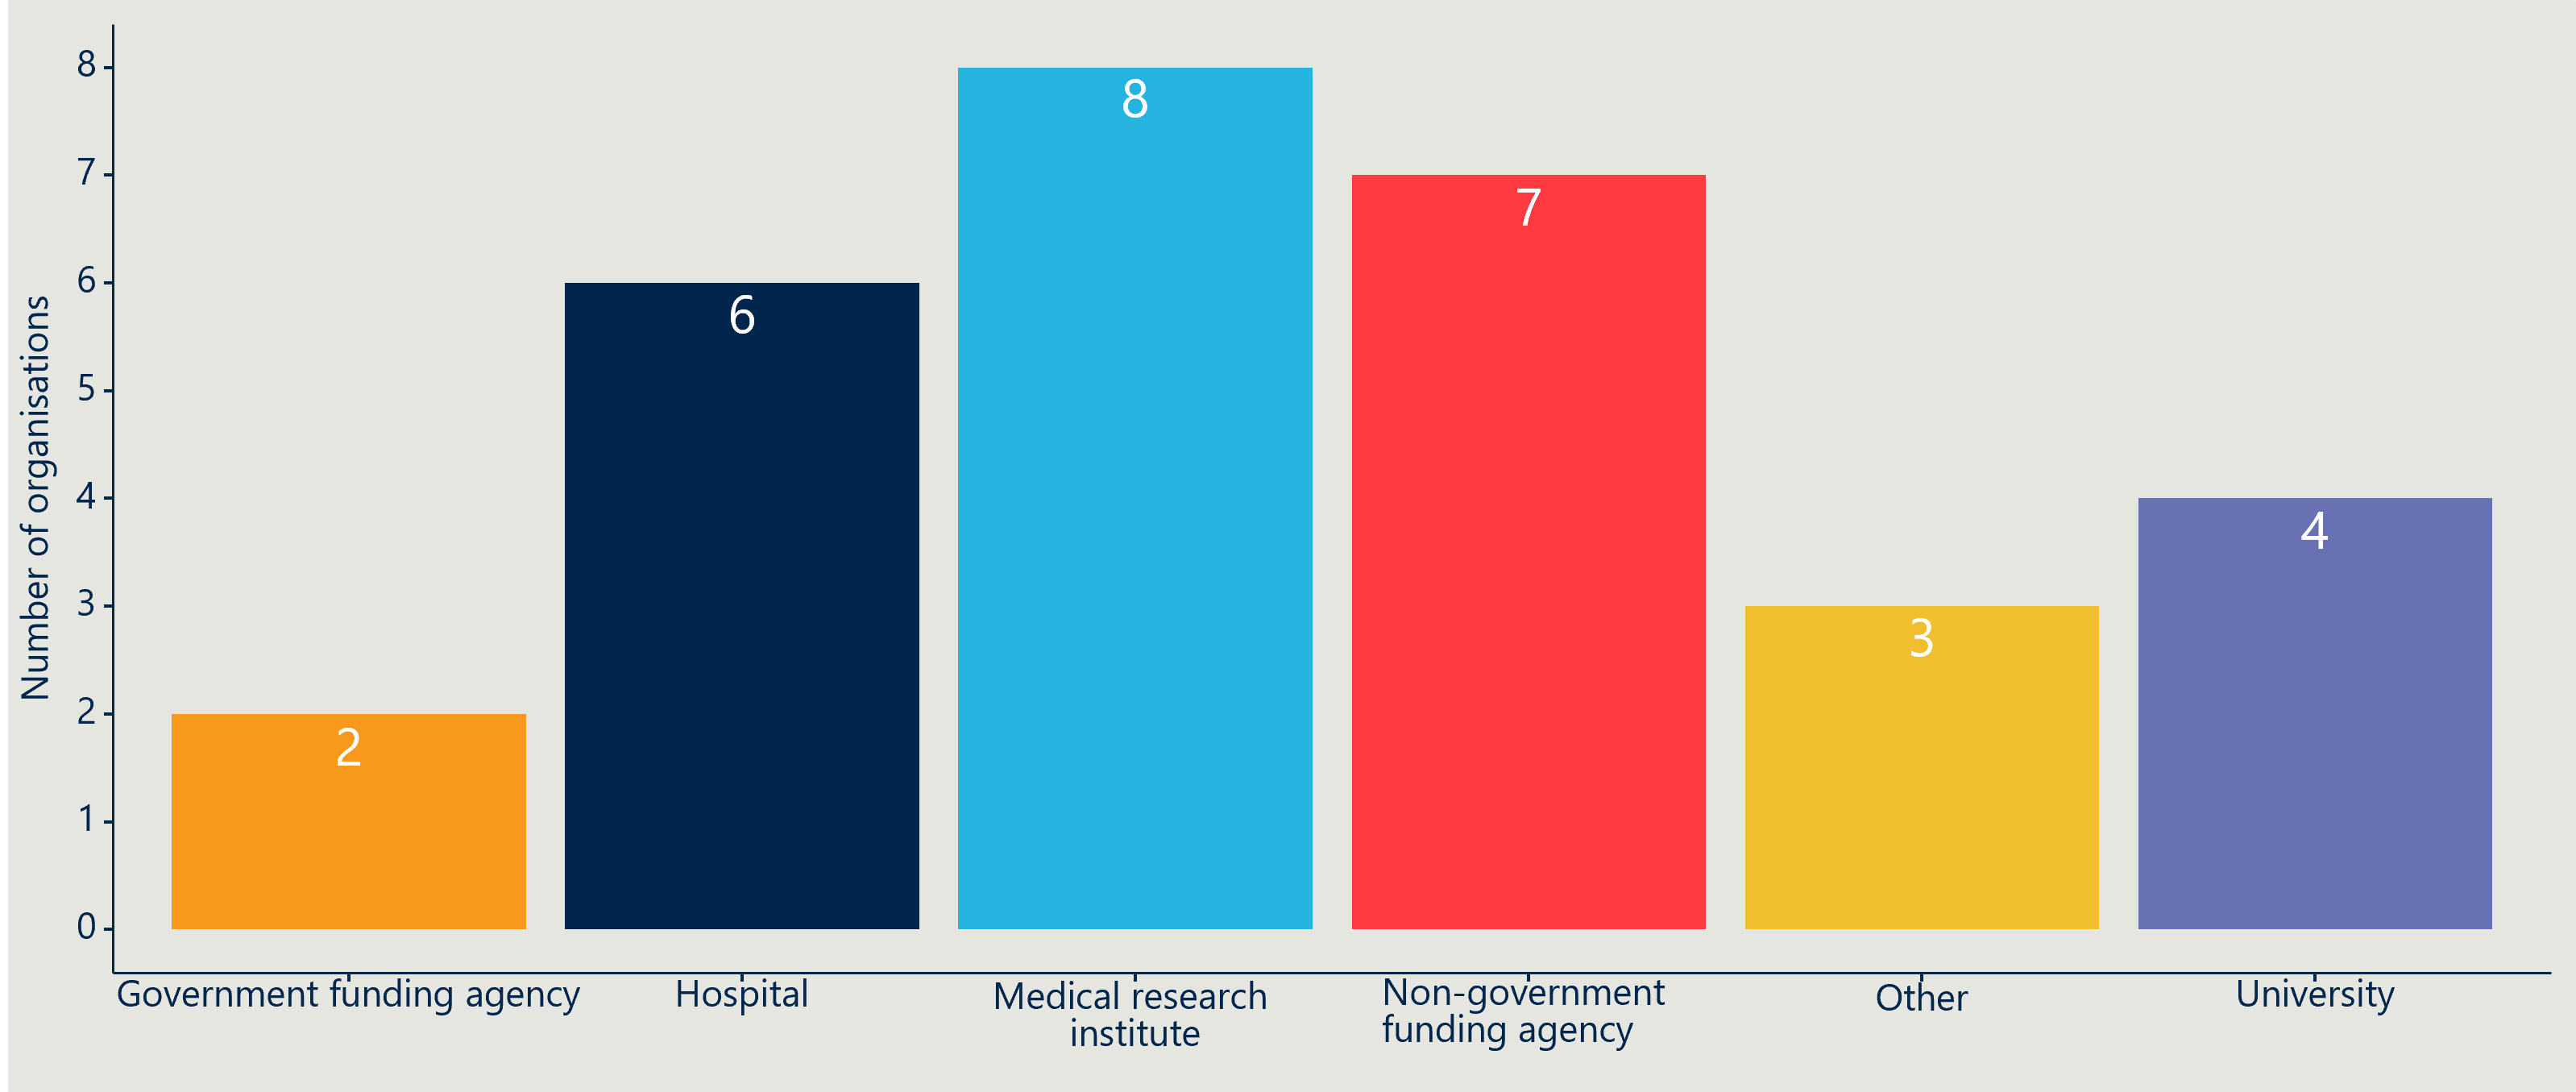 Number of organisations
8
7
6
5
4
3
2
1
0
2
6
8
7
3
4
Government funding agency
Hospital
Medical research
institute
Non-government
funding agency
Other
University